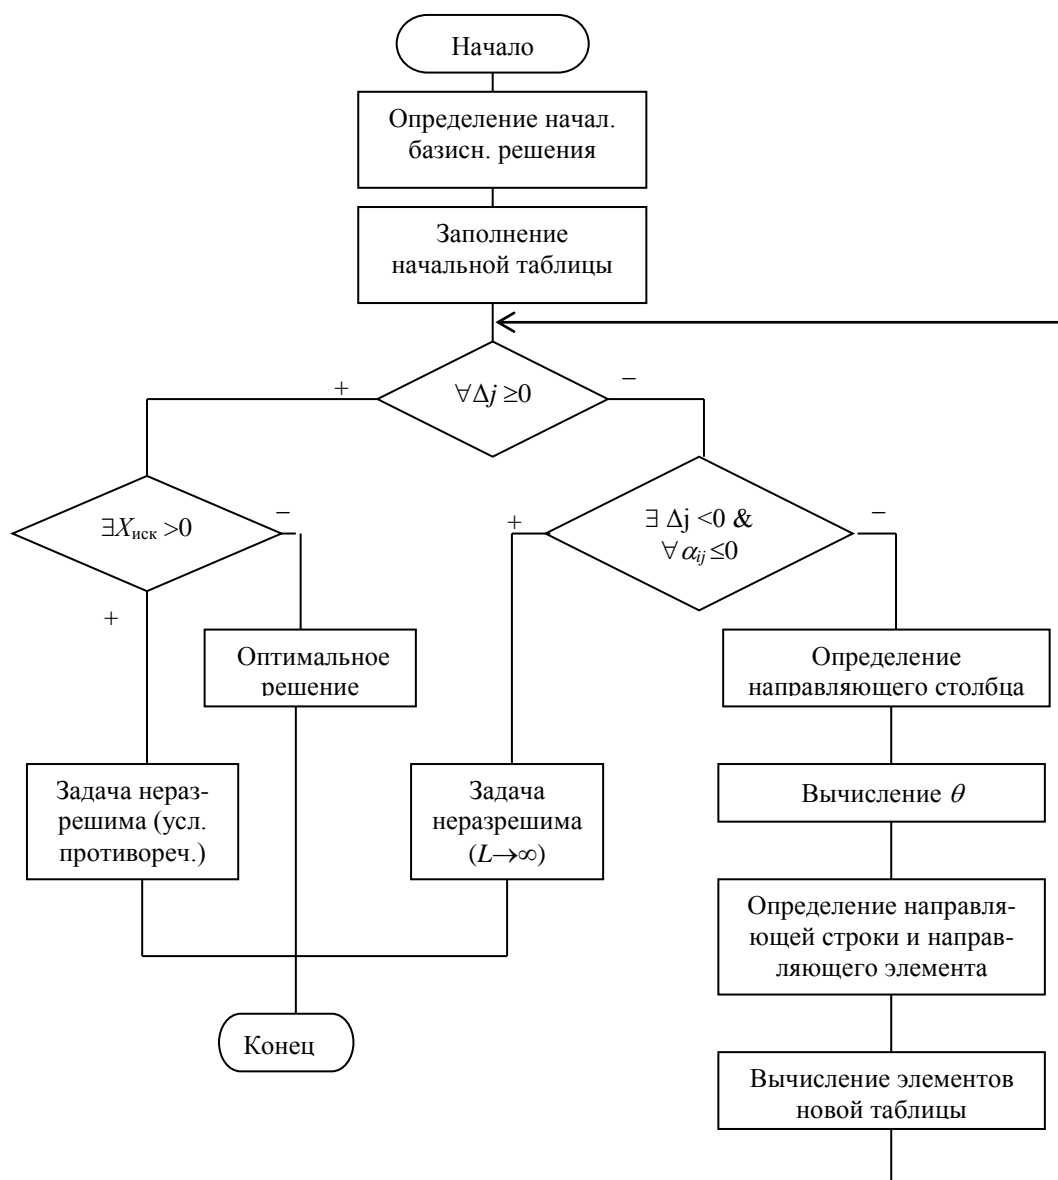 Начало
Определение начал.
базисн. решения
Заполнение
начальной таблицы
+
∀Δj ≥0
–
∃Xиск >0
–
+
+
∃ Δj <0 &
∀ αij ≤0
–
Оптимальное
решение
Определение
направляющего столбца
Задача нераз-
решима (усл.
противореч.)
Задача
неразрешима
(L→∞)
Вычисление θ
Определение направля-
ющей строки и направ-
ляющего элемента
Конец
Вычисление элементов
новой таблицы